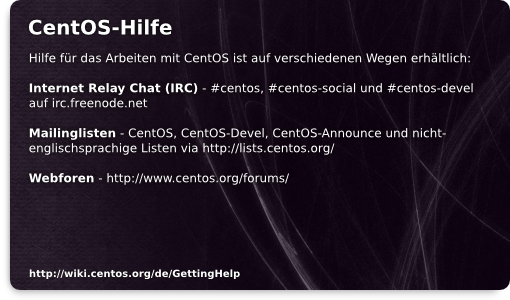 CentOS-Hilfe
Hilfe für das Arbeiten mit CentOS ist auf verschiedenen Wegen erhältlich:
Internet Relay Chat (IRC) - #centos, #centos-social und #centos-devel
auf irc.freenode.net
Mailinglisten - CentOS, CentOS-Devel, CentOS-Announce und nicht-
englischsprachige Listen via http://lists.centos.org/
Webforen - http://www.centos.org/forums/
http://wiki.centos.org/de/GettingHelp